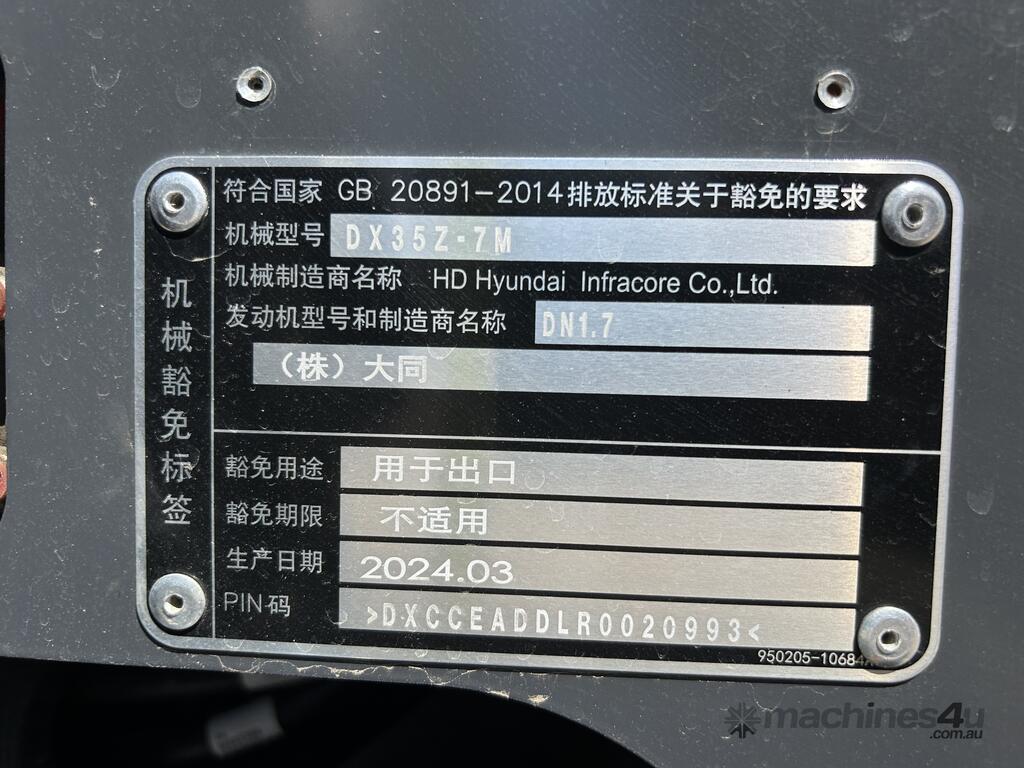 符合国家 GB 20891-2014排放标准关于豁免的要求
机械型号 DX35Z-7M
机械制造商名称 HD Hyundai Infracore Co.,Ltd.
发动机型号和制造商名称 DN1.7
（株）大同
机械豁免标签
豁免用途 用于出口
豁免期限 不适用
生产日期 2024.03
PIN码 >DXCCEADDLR0020993<
machines4u
.com.au